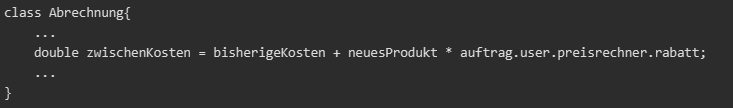 class Abrechnung{
...
double zwischenKosten = bisherigeKosten + neuesProdukt * auftrag.user.preisrechner.rabatt;
...
}